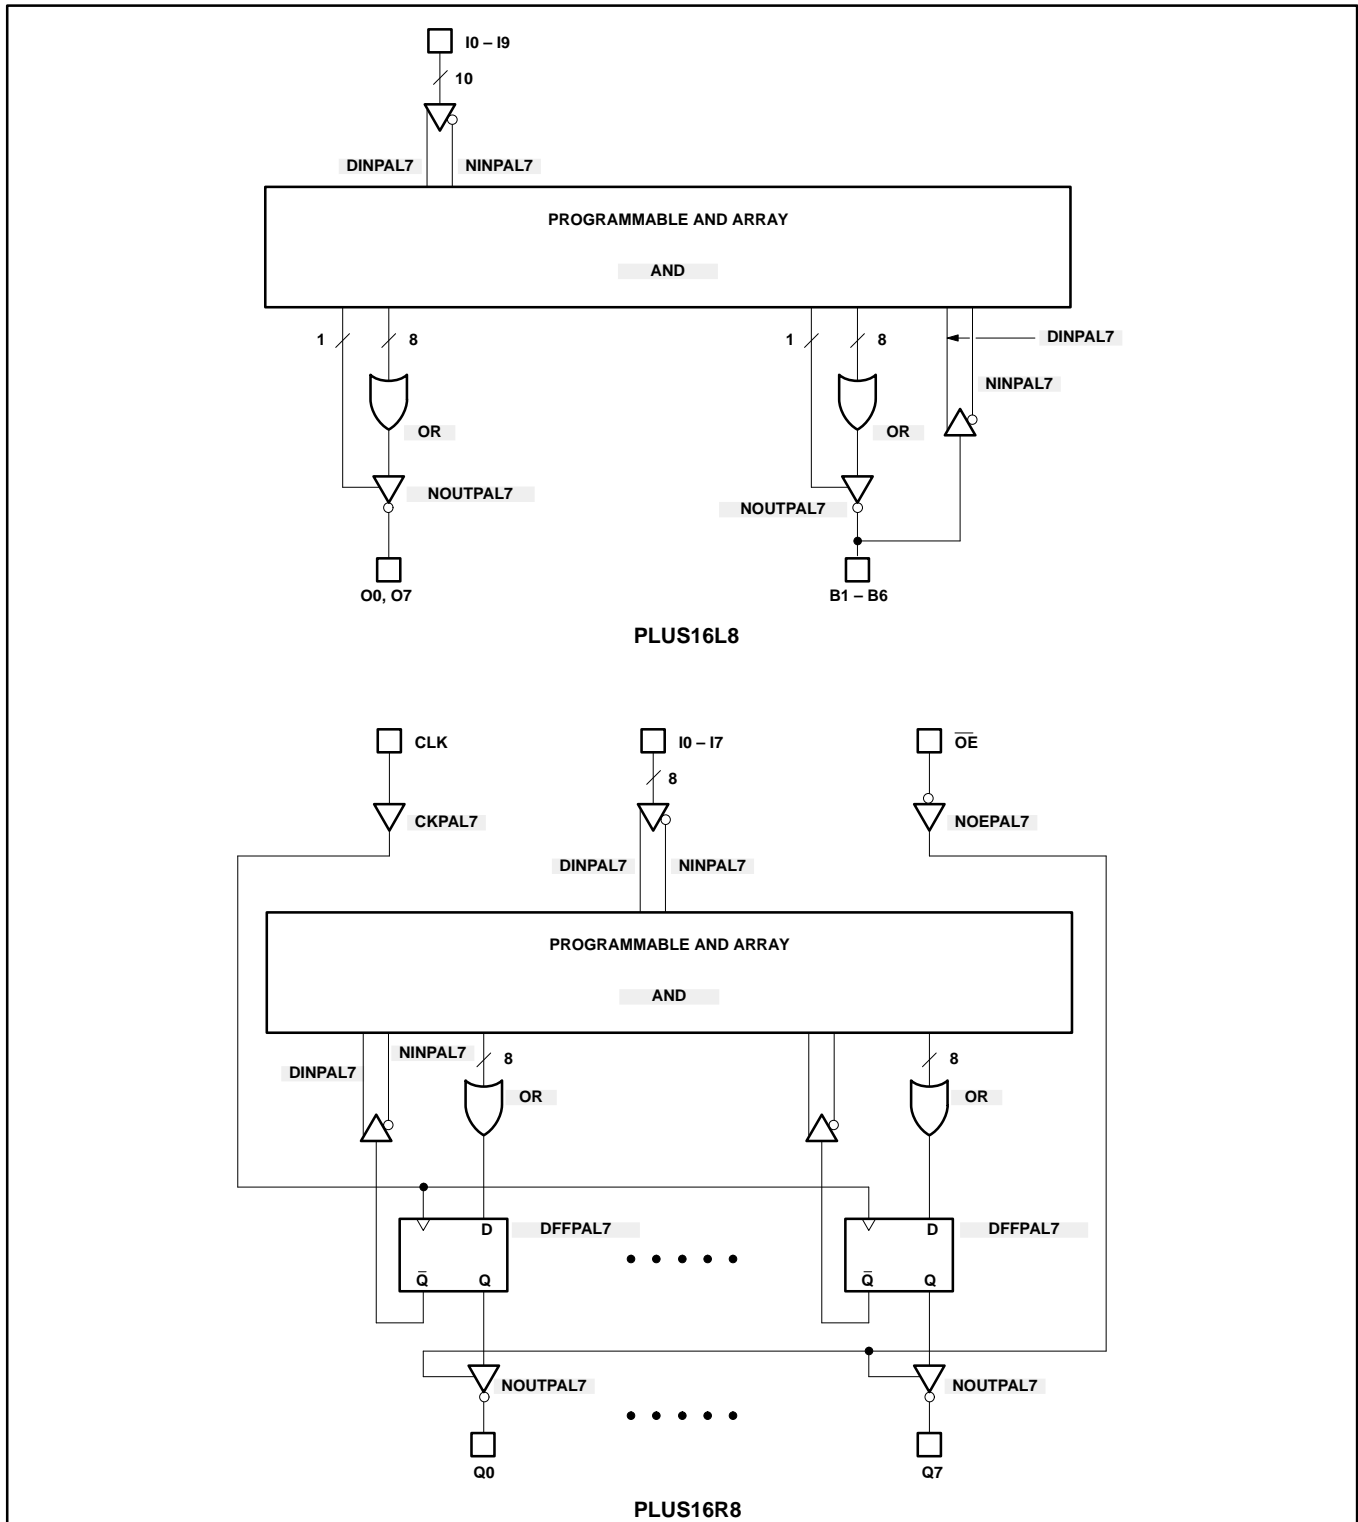 I0 – I9
10
DINPAL7 NINPAL7
PROGRAMMABLE AND ARRAY
AND
1 8 1 8 DINPAL7
NINPAL7
OR OR
NOUTPAL7 NOUTPAL7
O0, O7 B1 – B6
PLUS16L8
CLK I0 – I7 O̅E̅
8
CKPAL7 NOEPAL7
DINPAL7 NINPAL7
PROGRAMMABLE AND ARRAY
AND
NINPAL7 8 8
DINPAL7
OR OR
D DFFPAL7 D DFFPAL7
Q̅ Q Q̅ Q
NOUTPAL7 NOUTPAL7
Q0 Q7
PLUS16R8